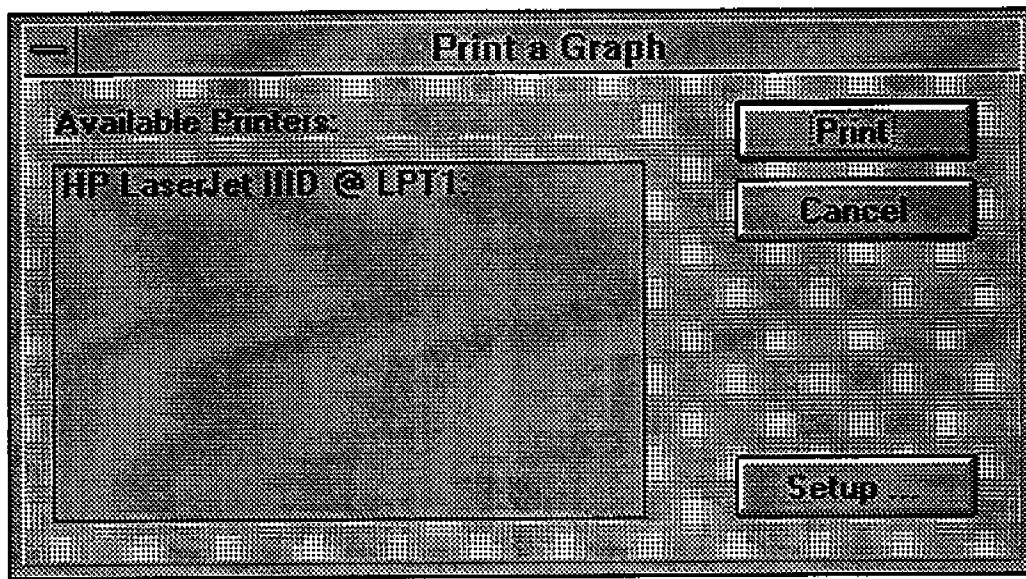 Print a Graph
Available Printers:
HP LaserJet IIID @ LPT1:
Print
Cancel
Setup ...